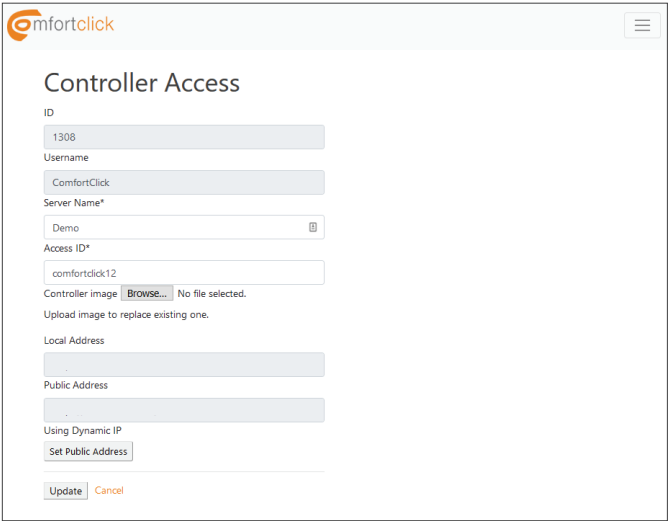 comfortclick
Controller Access
ID
1308
Username
ComfortClick
Server Name*
Demo
Access ID*
comfortclick12
Controller image Browse... No file selected.
Upload image to replace existing one.
Local Address
Public Address
Using Dynamic IP
Set Public Address
Update Cancel